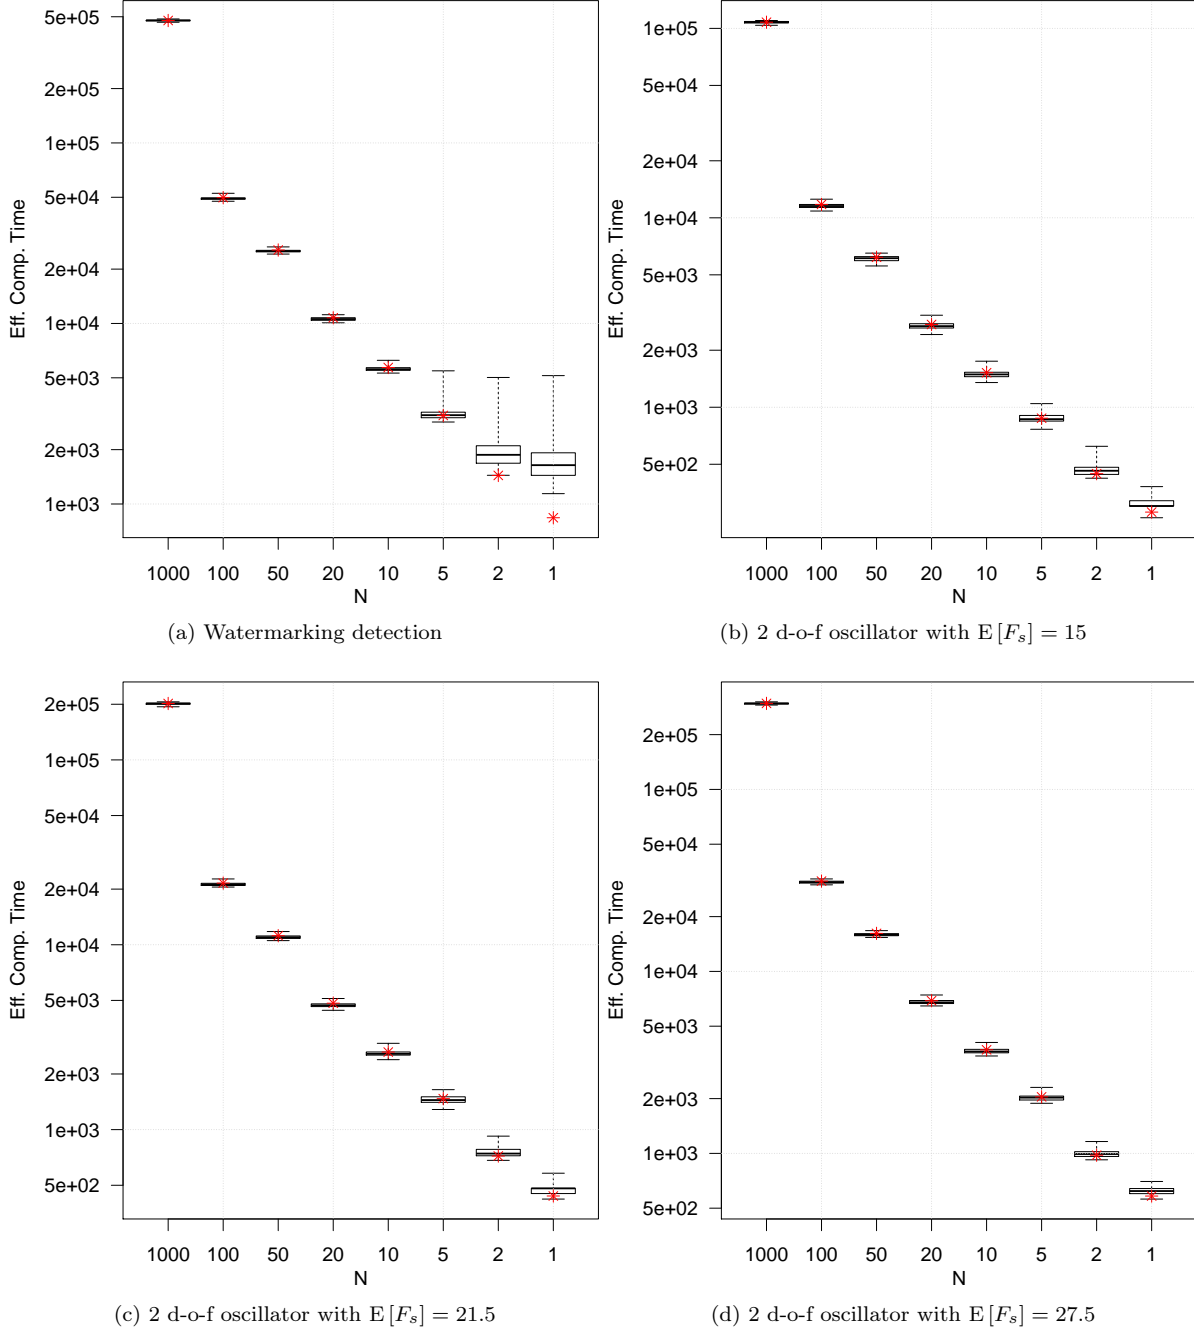 5e+05
2e+05
1e+05
5e+04
2e+04
1e+04
5e+03
2e+03
1e+03
Eff. Comp. Time
1000 100 50 20 10 5 2 1
N
(a) Watermarking detection
1e+05
5e+04
2e+04
1e+04
5e+03
2e+03
1e+03
5e+02
Eff. Comp. Time
1000 100 50 20 10 5 2 1
N
(b) 2 d-o-f oscillator with E [F_s] = 15
2e+05
1e+05
5e+04
2e+04
1e+04
5e+03
2e+03
1e+03
5e+02
Eff. Comp. Time
1000 100 50 20 10 5 2 1
N
(c) 2 d-o-f oscillator with E [F_s] = 21.5
2e+05
1e+05
5e+04
2e+04
1e+04
5e+03
2e+03
1e+03
5e+02
Eff. Comp. Time
1000 100 50 20 10 5 2 1
N
(d) 2 d-o-f oscillator with E [F_s] = 27.5